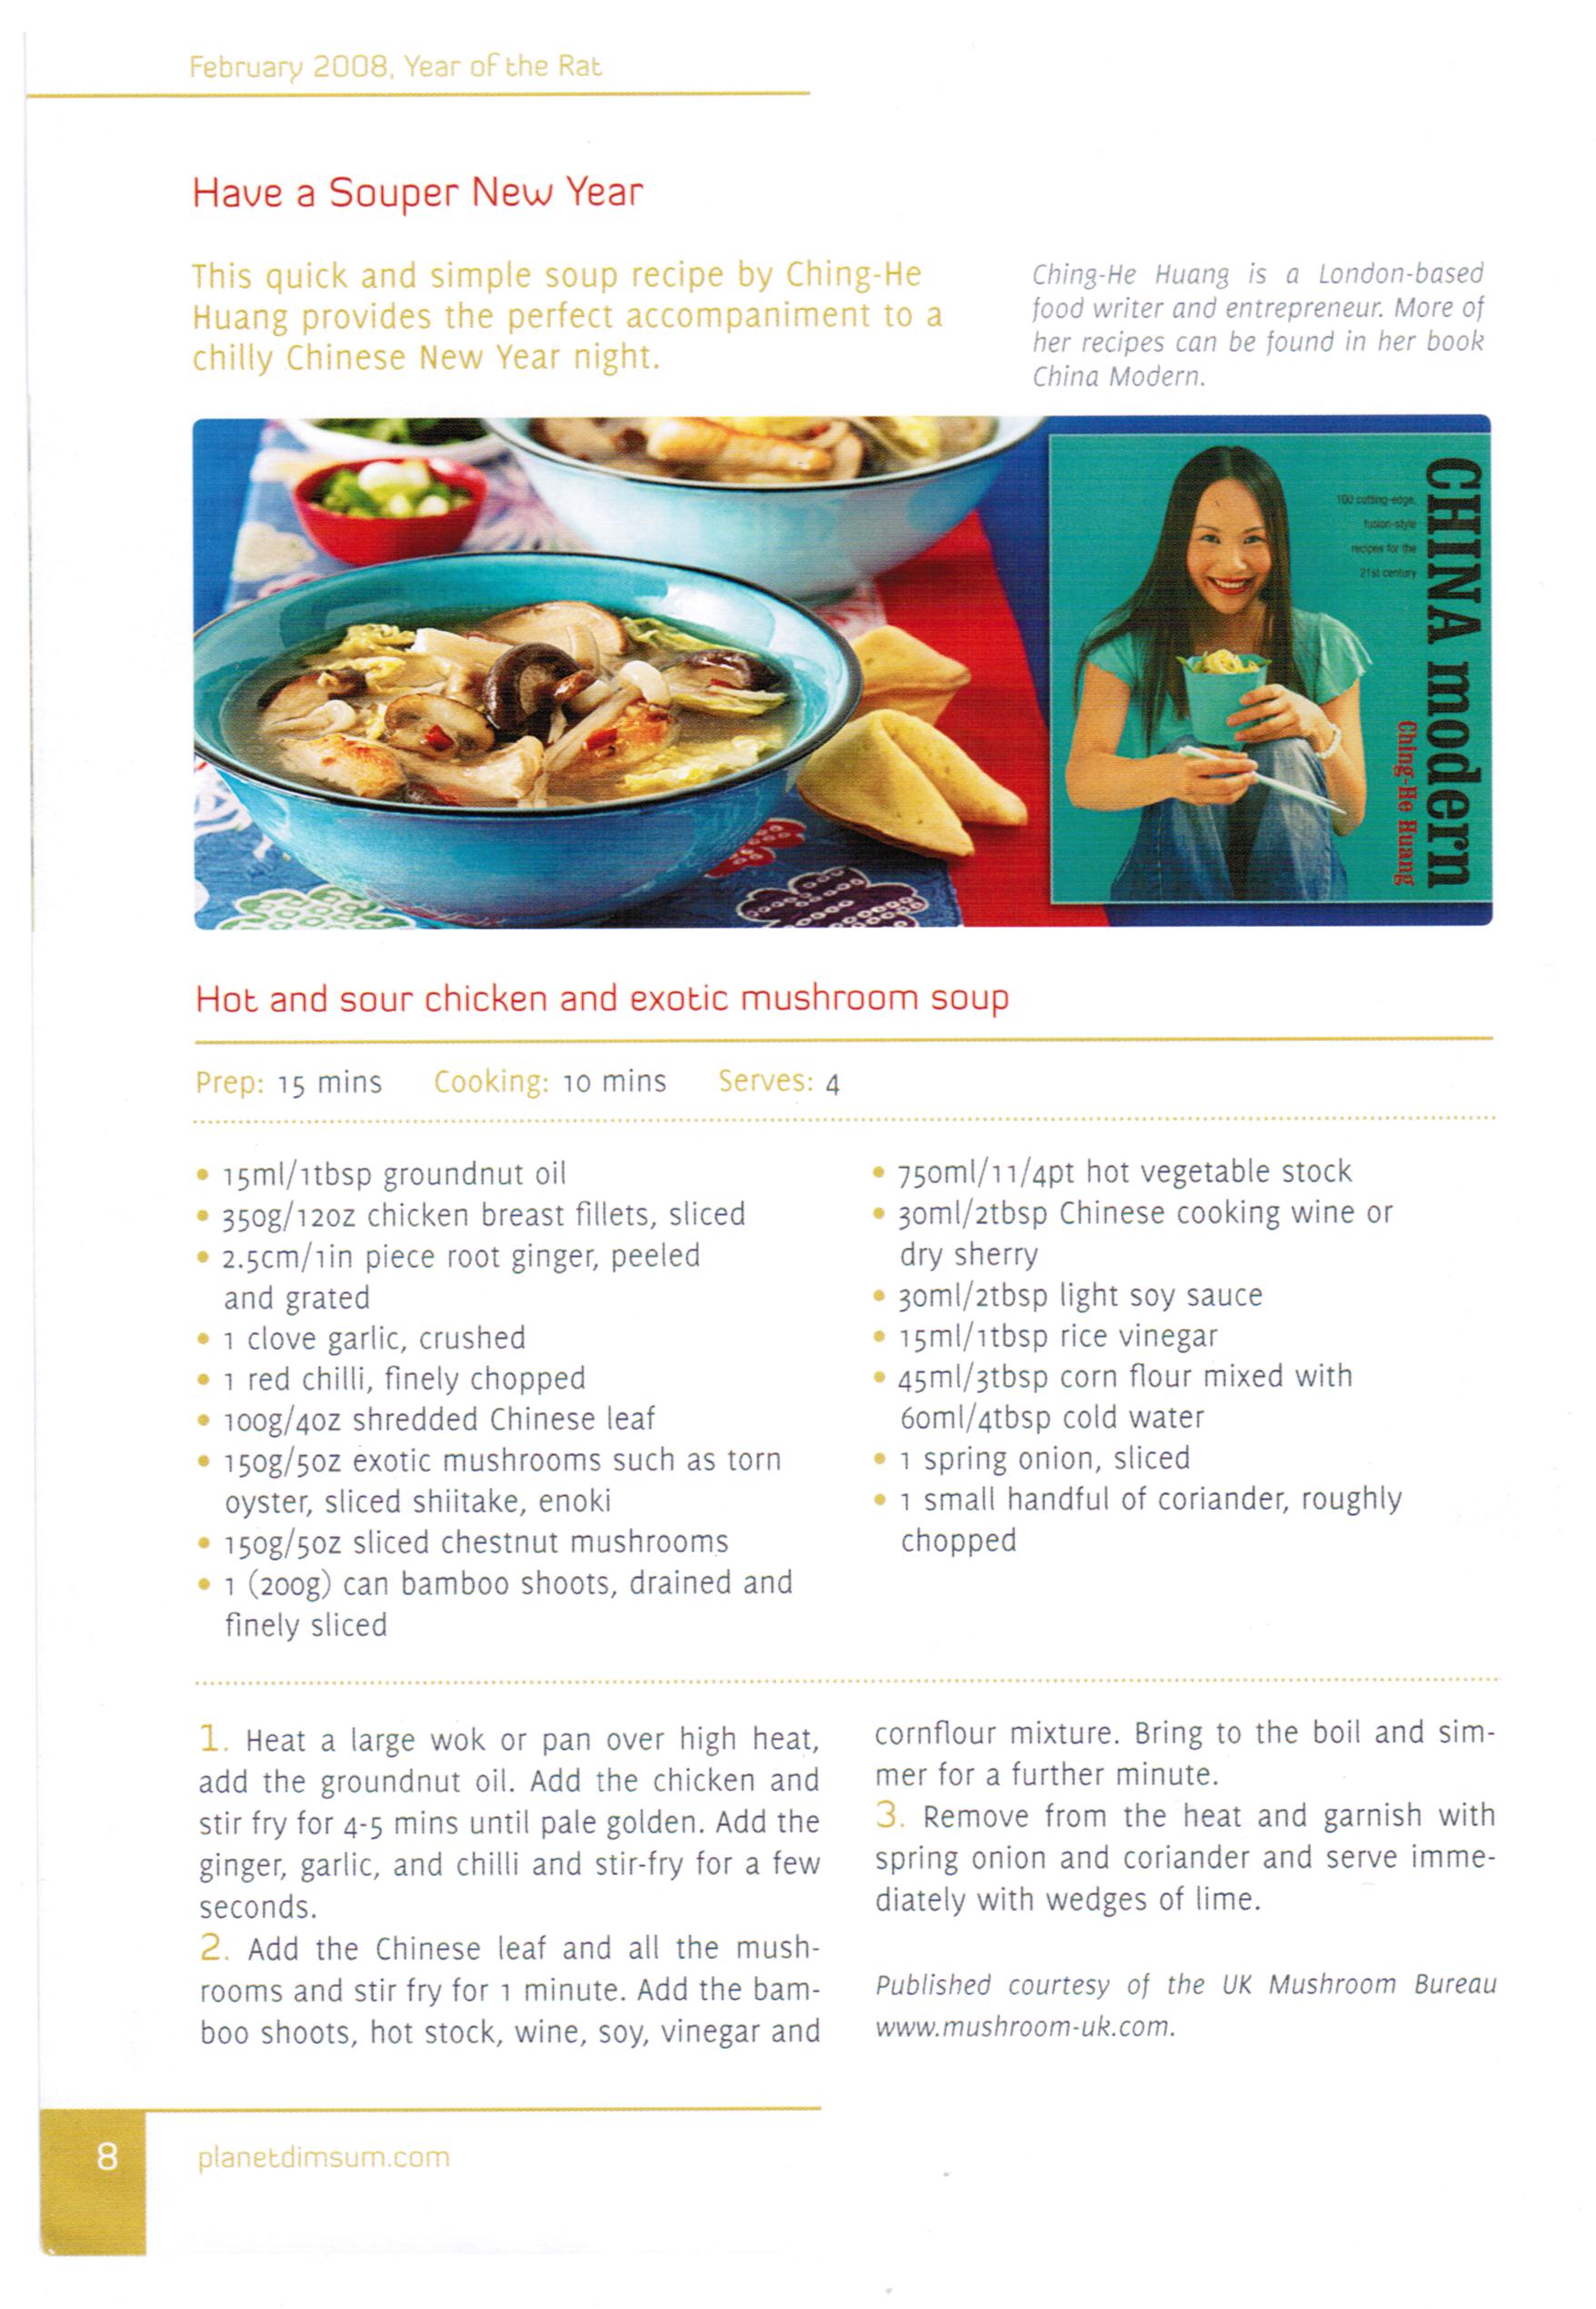 February 2008, Year of the Rat
Have a Souper New Year
This quick and simple soup recipe by Ching-He
Huang provides the perfect accompaniment to a
chilly Chinese New Year night.
Ching-He Huang is a London-based
food writer and entrepreneur. More of
her recipes can be found in her book
China Modern.
100 cutting-edge,
fusion-style
recipes for the
21st century
CHINA modern
Ching-He Huang
Hot and sour chicken and exotic mushroom soup
Prep: 15 mins Cooking: 10 mins Serves: 4
• 15ml/1tbsp groundnut oil
• 350g/12oz chicken breast fillets, sliced
• 2.5cm/1in piece root ginger, peeled
and grated
• 1 clove garlic, crushed
• 1 red chilli, finely chopped
• 100g/4oz shredded Chinese leaf
• 150g/5oz exotic mushrooms such as torn
oyster, sliced shiitake, enoki
• 150g/5oz sliced chestnut mushrooms
• 1 (200g) can bamboo shoots, drained and
finely sliced
• 750ml/11/4pt hot vegetable stock
• 30ml/2tbsp Chinese cooking wine or
dry sherry
• 30ml/2tbsp light soy sauce
• 15ml/1tbsp rice vinegar
• 45ml/3tbsp corn flour mixed with
60ml/4tbsp cold water
• 1 spring onion, sliced
• 1 small handful of coriander, roughly
chopped
1. Heat a large wok or pan over high heat,
add the groundnut oil. Add the chicken and
stir fry for 4-5 mins until pale golden. Add the
ginger, garlic, and chilli and stir-fry for a few
seconds.
2. Add the Chinese leaf and all the mush-
rooms and stir fry for 1 minute. Add the bam-
boo shoots, hot stock, wine, soy, vinegar and
cornflour mixture. Bring to the boil and sim-
mer for a further minute.
3. Remove from the heat and garnish with
spring onion and coriander and serve imme-
diately with wedges of lime.
Published courtesy of the UK Mushroom Bureau
www.mushroom-uk.com.
8
planetdimsum.com